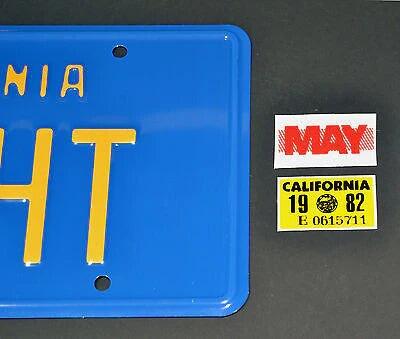 NIA
HT
MAY
CALIFORNIA
19 82
E 0615711